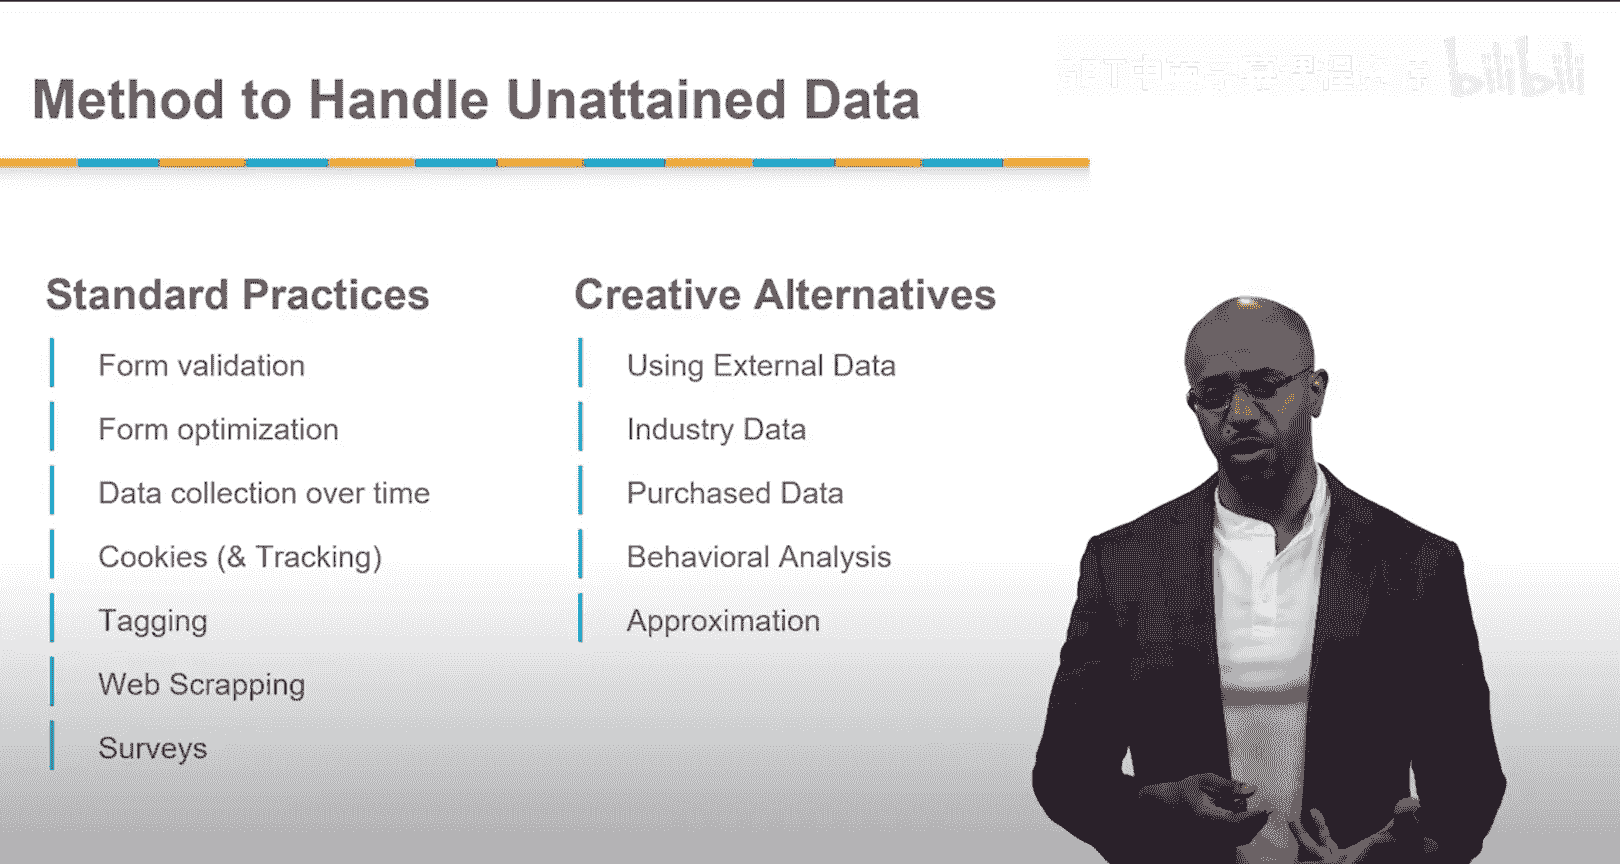 Method to Handle Unattained Data
bilibili
Standard Practices
Form validation
Form optimization
Data collection over time
Cookies (& Tracking)
Tagging
Web Scrapping
Surveys
Creative Alternatives
Using External Data
Industry Data
Purchased Data
Behavioral Analysis
Approximation